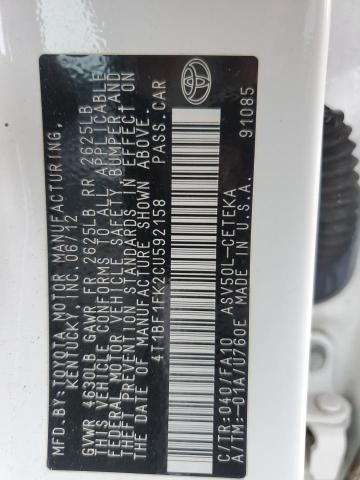 MFD.BY:TOYOTA MOTOR MANUFACTURING,
KENTUCKY, INC. 06/12
GVWR 4630LB GAWR FR 2625LB RR 2625LB
THIS VEHICLE CONFORMS TO ALL APPLICABLE
FEDERAL MOTOR VEHICLE SAFETY, BUMPER, AND
THEFT PREVENTION STANDARDS IN EFFECT ON
THE DATE OF MANUFACTURE SHOWN ABOVE.
4T1BF1FK2CU592158 PASS.CAR
C/TR:040/FA10 ASV50L-CETEKA
A/TM:-01A/U760E MADE IN U.S.A.
91085